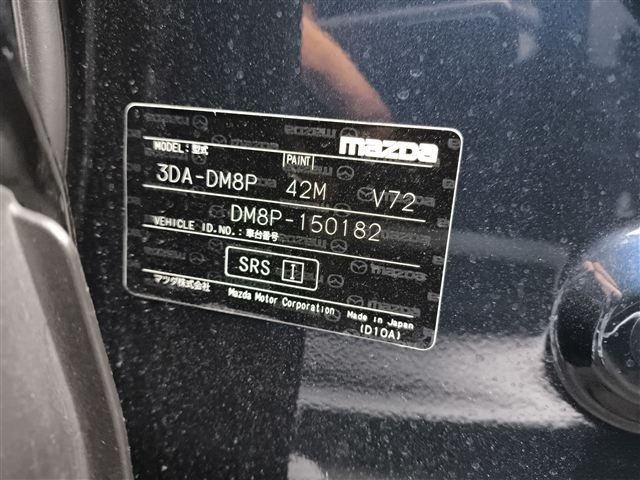 mazda
MODEL:型式 PAINT
3DA-DM8P 42M V72
DM8P-150182
VEHICLE ID.NO.:車台番号
SRS I
マツダ株式会社 Mazda Motor Corporation Made in Japan
(D10A)